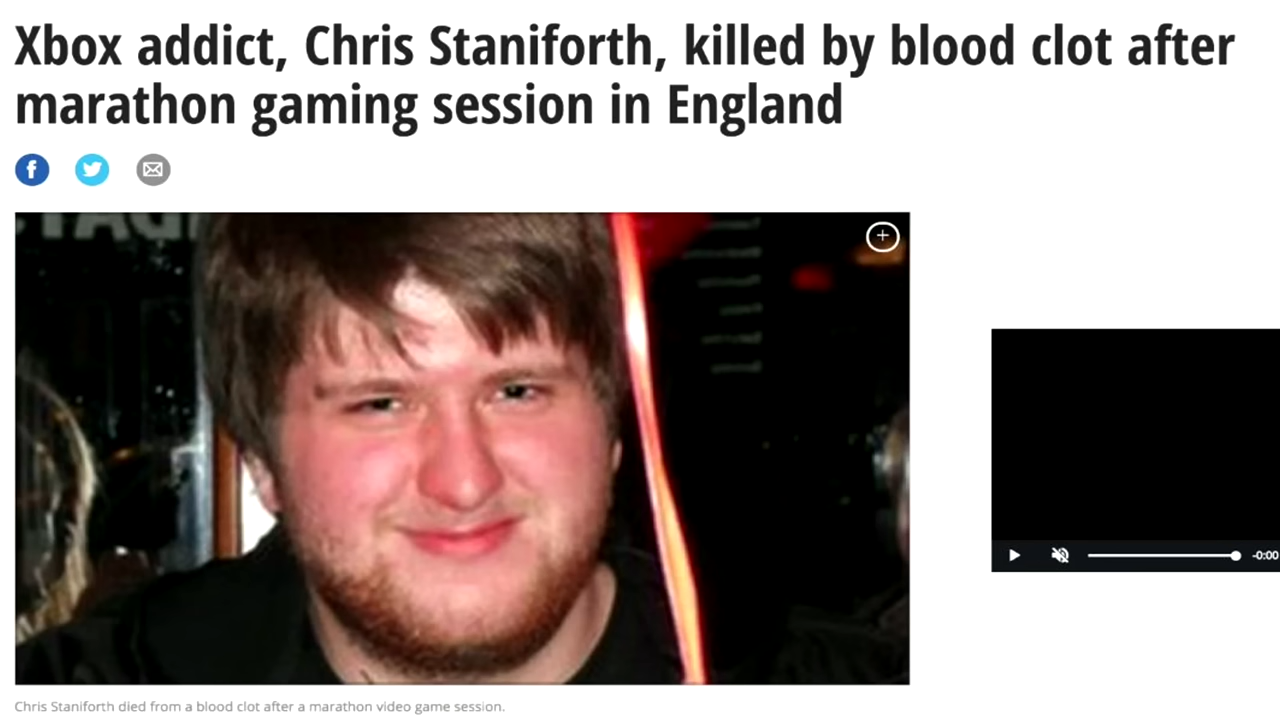 Xbox addict, Chris Staniforth, killed by blood clot after
marathon gaming session in England
-0:00
Chris Staniforth died from a blood clot after a marathon video game session.